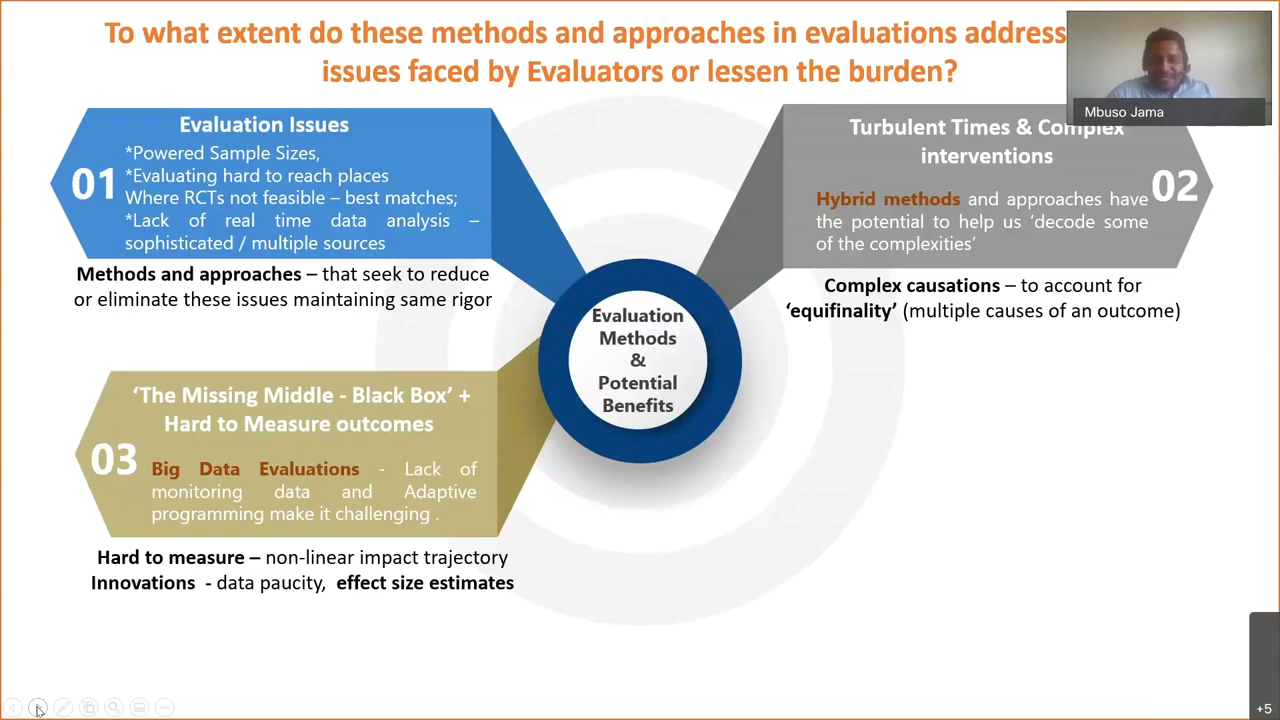 To what extent do these methods and approaches in evaluations address
issues faced by Evaluators or lessen the burden?
Mbuso Jama
Evaluation Issues
*Powered Sample Sizes,
*Evaluating hard to reach places
Where RCTs not feasible – best matches;
*Lack of real time data analysis –
sophisticated / multiple sources
01
Methods and approaches – that seek to reduce
or eliminate these issues maintaining same rigor
Turbulent Times & Complex
interventions
02
Hybrid methods and approaches have
the potential to help us ‘decode some
of the complexities’
Complex causations – to account for
‘equifinality’ (multiple causes of an outcome)
Evaluation
Methods
&
Potential
Benefits
‘The Missing Middle - Black Box’ +
Hard to Measure outcomes
03
Big Data Evaluations - Lack of
monitoring data and Adaptive
programming make it challenging .
Hard to measure – non-linear impact trajectory
Innovations - data paucity, effect size estimates
+5